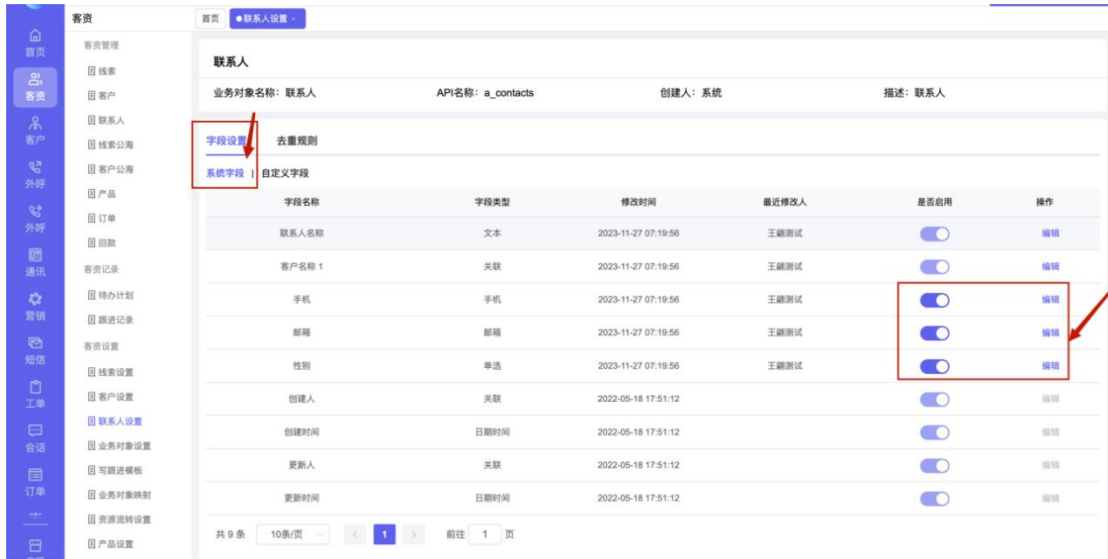 客资
首页 ●联系人设置
首页
客资
客户
外呼
外呼
通讯
营销
短信
工单
会话
订单
客资管理
线索
客户
联系人
线索公海
客户公海
产品
订单
回款
客资记录
待办计划
跟进记录
客资设置
线索设置
客户设置
联系人设置
业务对象设置
写跟进模板
业务对象映射
资源流转设置
产品设置
联系人
业务对象名称：联系人 API名称：a_contacts 创建人：系统 描述：联系人
字段设置 去重规则
系统字段 | 自定义字段
字段名称 字段类型 修改时间 最近修改人 是否启用 操作
联系人名称 文本 2023-11-27 07:19:56 王翩测试 编辑
客户名称 1 关联 2023-11-27 07:19:56 王翩测试 编辑
手机 手机 2023-11-27 07:19:56 王翩测试 编辑
邮箱 邮箱 2023-11-27 07:19:56 王翩测试 编辑
性别 单选 2023-11-27 07:19:56 王翩测试 编辑
创建人 关联 2022-05-18 17:51:12 编辑
创建时间 日期时间 2022-05-18 17:51:12 编辑
更新人 关联 2022-05-18 17:51:12 编辑
更新时间 日期时间 2022-05-18 17:51:12 编辑
共 9 条 10条/页 1 前往 1 页